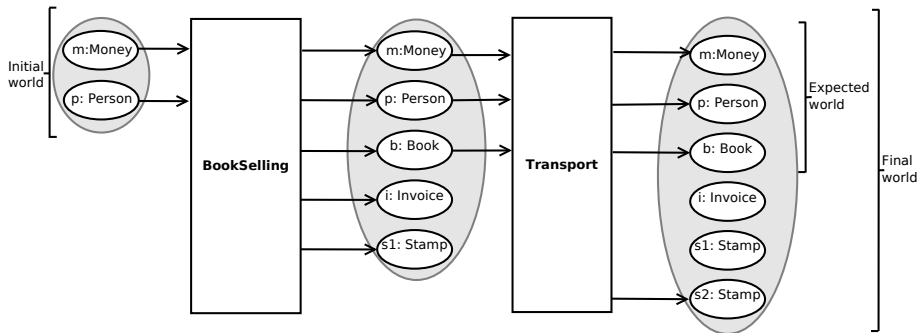 Initial
world
m:Money
p: Person
BookSelling
m:Money
p: Person
b: Book
i: Invoice
s1: Stamp
Transport
m:Money
p: Person
b: Book
i: Invoice
s1: Stamp
s2: Stamp
Expected
world
Final
world